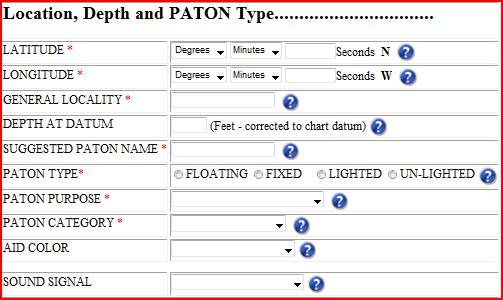 Location, Depth and PATON Type.................................
LATITUDE * Degrees Minutes Seconds N ?
LONGITUDE * Degrees Minutes Seconds W ?
GENERAL LOCALITY * ?
DEPTH AT DATUM (Feet - corrected to chart datum) ?
SUGGESTED PATON NAME * ?
PATON TYPE* FLOATING FIXED LIGHTED UN-LIGHTED ?
PATON PURPOSE * ?
PATON CATEGORY * ?
AID COLOR ?
SOUND SIGNAL ?